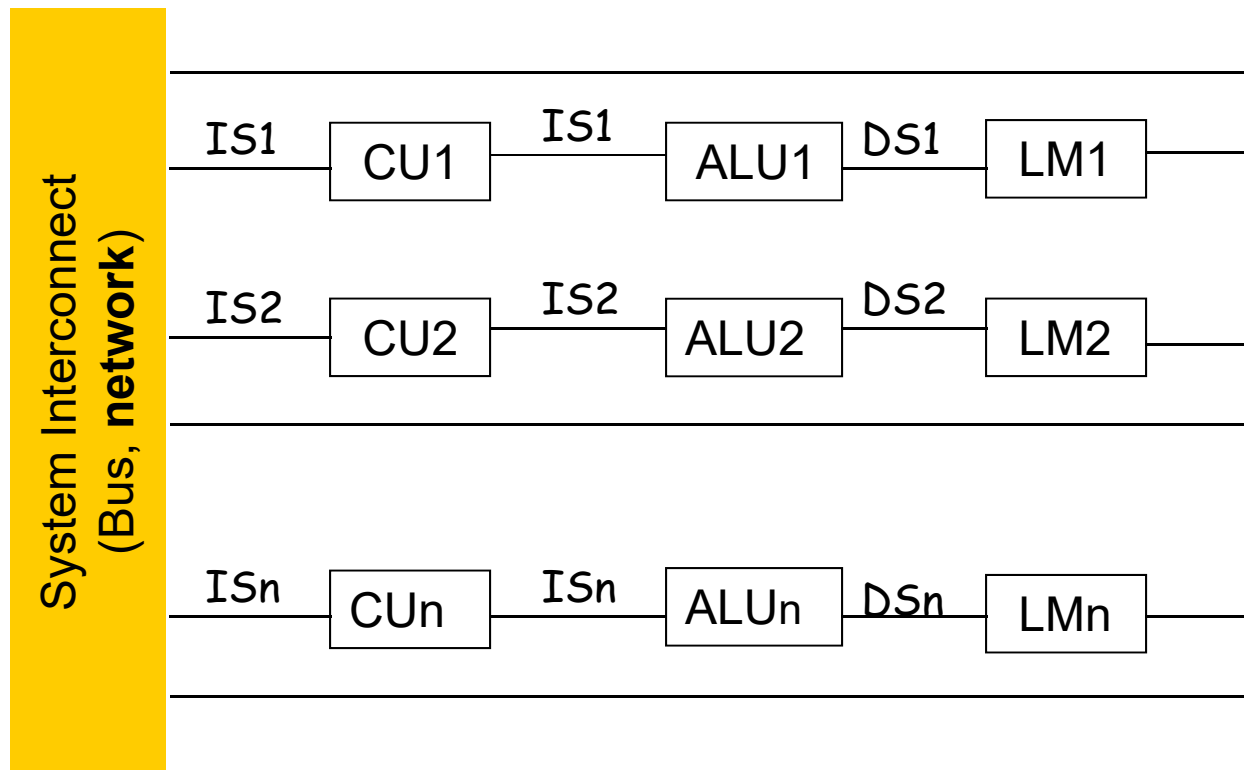 System Interconnect
(Bus, network)
IS1 CU1 IS1 ALU1 DS1 LM1
IS2 CU2 IS2 ALU2 DS2 LM2
ISn CUn ISn ALUn DSn LMn